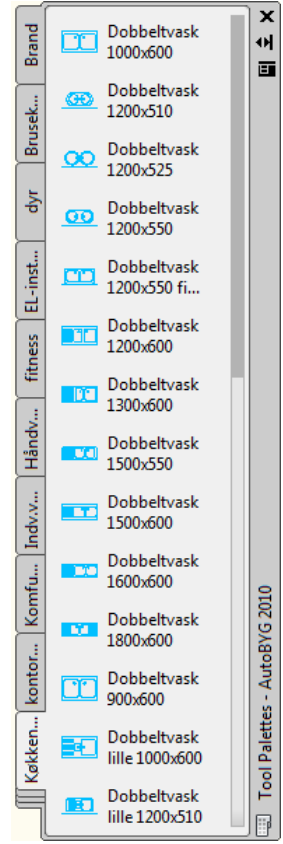 Brand
Brusek...
dyr
EL-inst...
fitness
Håndv...
Indv.v...
Komfu...
kontor...
Køkken...
Dobbeltvask
1000x600
Dobbeltvask
1200x510
Dobbeltvask
1200x525
Dobbeltvask
1200x550
Dobbeltvask
1200x550 fi...
Dobbeltvask
1200x600
Dobbeltvask
1300x600
Dobbeltvask
1500x550
Dobbeltvask
1500x600
Dobbeltvask
1600x600
Dobbeltvask
1800x600
Dobbeltvask
900x600
Dobbeltvask
lille 1000x600
Dobbeltvask
lille 1200x510
Tool Palettes - AutoBYG 2010